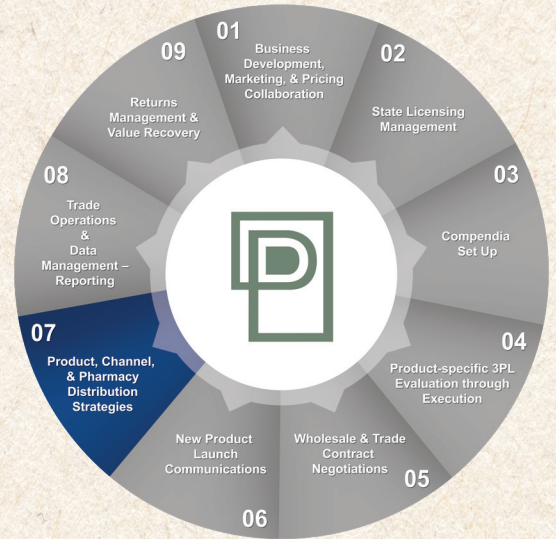 01
Business
Development,
Marketing, & Pricing
Collaboration
02
State Licensing
Management
03
Compendia
Set Up
04
Product-specific 3PL
Evaluation through
Execution
Wholesale & Trade
Contract
Negotiations
05
New Product
Launch
Communications
06
07
Product, Channel,
& Pharmacy
Distribution
Strategies
08
Trade
Operations
&
Data
Management –
Reporting
09
Returns
Management &
Value Recovery